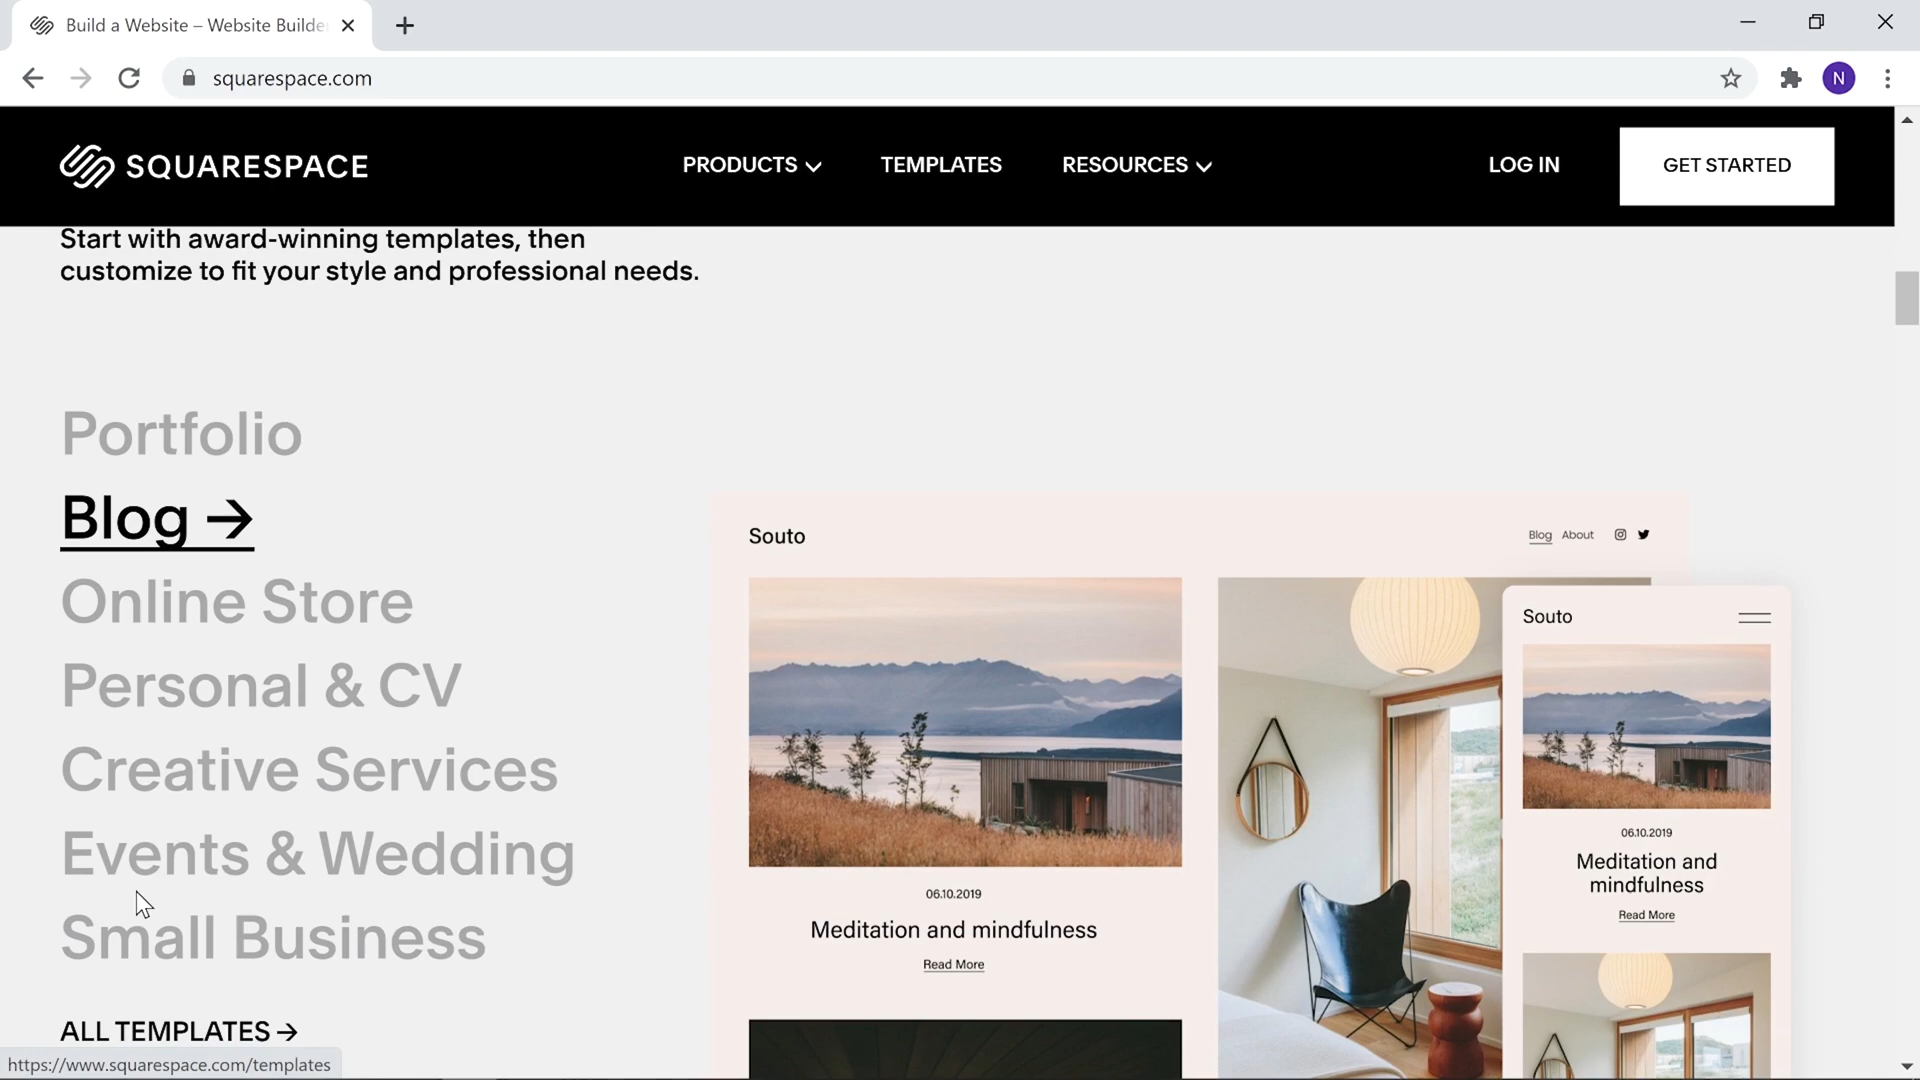 Build a Website – Website Builde
squarespace.com
N
SQUARESPACE
PRODUCTS
TEMPLATES
RESOURCES
LOG IN
GET STARTED
Start with award-winning templates, then
customize to fit your style and professional needs.
Portfolio
Blog →
Online Store
Personal & CV
Creative Services
Events & Wedding
Small Business
ALL TEMPLATES →
Souto
Blog About
06.10.2019
Meditation and mindfulness
Read More
Souto
06.10.2019
Meditation and
mindfulness
Read More
https://www.squarespace.com/templates